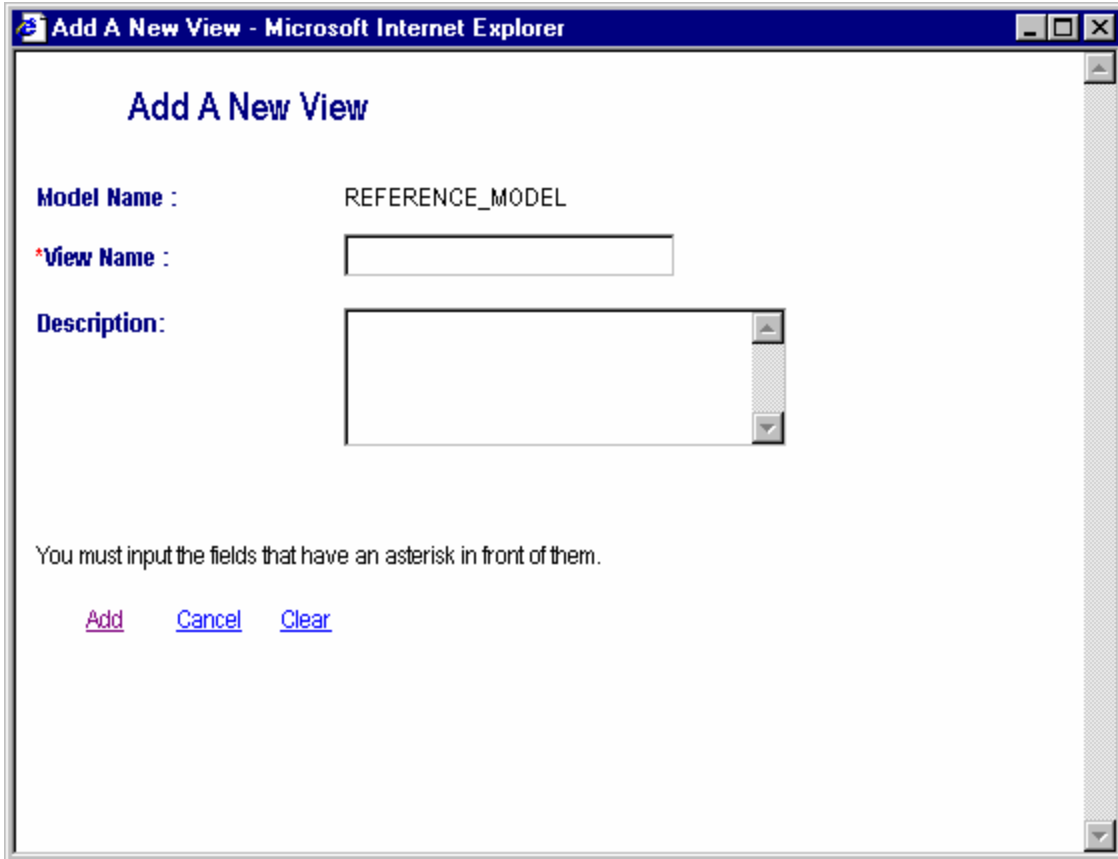 Add A New View - Microsoft Internet Explorer
Add A New View
Model Name : REFERENCE_MODEL
*View Name :
Description:
You must input the fields that have an asterisk in front of them.
Add Cancel Clear